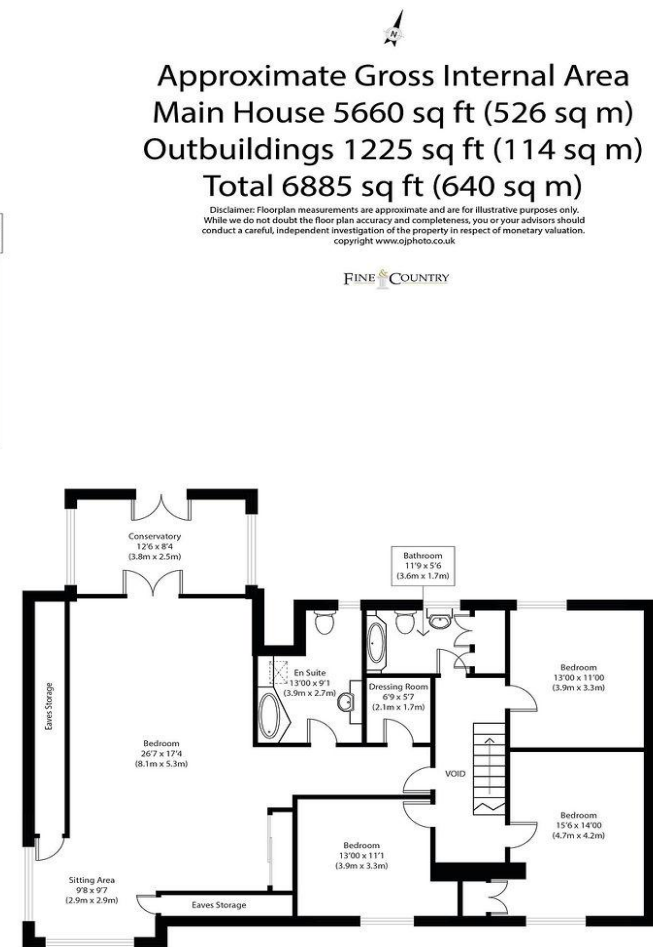 N
Approximate Gross Internal Area
Main House 5660 sq ft (526 sq m)
Outbuildings 1225 sq ft (114 sq m)
Total 6885 sq ft (640 sq m)
Disclaimer: Floorplan measurements are approximate and are for illustrative purposes only.
While we do not doubt the floor plan accuracy and completeness, you or your advisors should
conduct a careful, independent investigation of the property in respect of monetary valuation.
copyright www.ojphoto.co.uk
FINE & COUNTRY
Conservatory
12'6 x 8'4
(3.8m x 2.5m)
Bathroom
11'9 x 5'6
(3.6m x 1.7m)
Eaves Storage
En Suite
13'00 x 9'1
(3.9m x 2.7m)
Dressing Room
6'9 x 5'7
(2.1m x 1.7m)
Bedroom
13'00 x 11'00
(3.9m x 3.3m)
Bedroom
26'7 x 17'4
(8.1m x 5.3m)
VOID
Bedroom
13'00 x 11'1
(3.9m x 3.3m)
Bedroom
15'6 x 14'00
(4.7m x 4.2m)
Sitting Area
9'8 x 9'7
(2.9m x 2.9m)
Eaves Storage